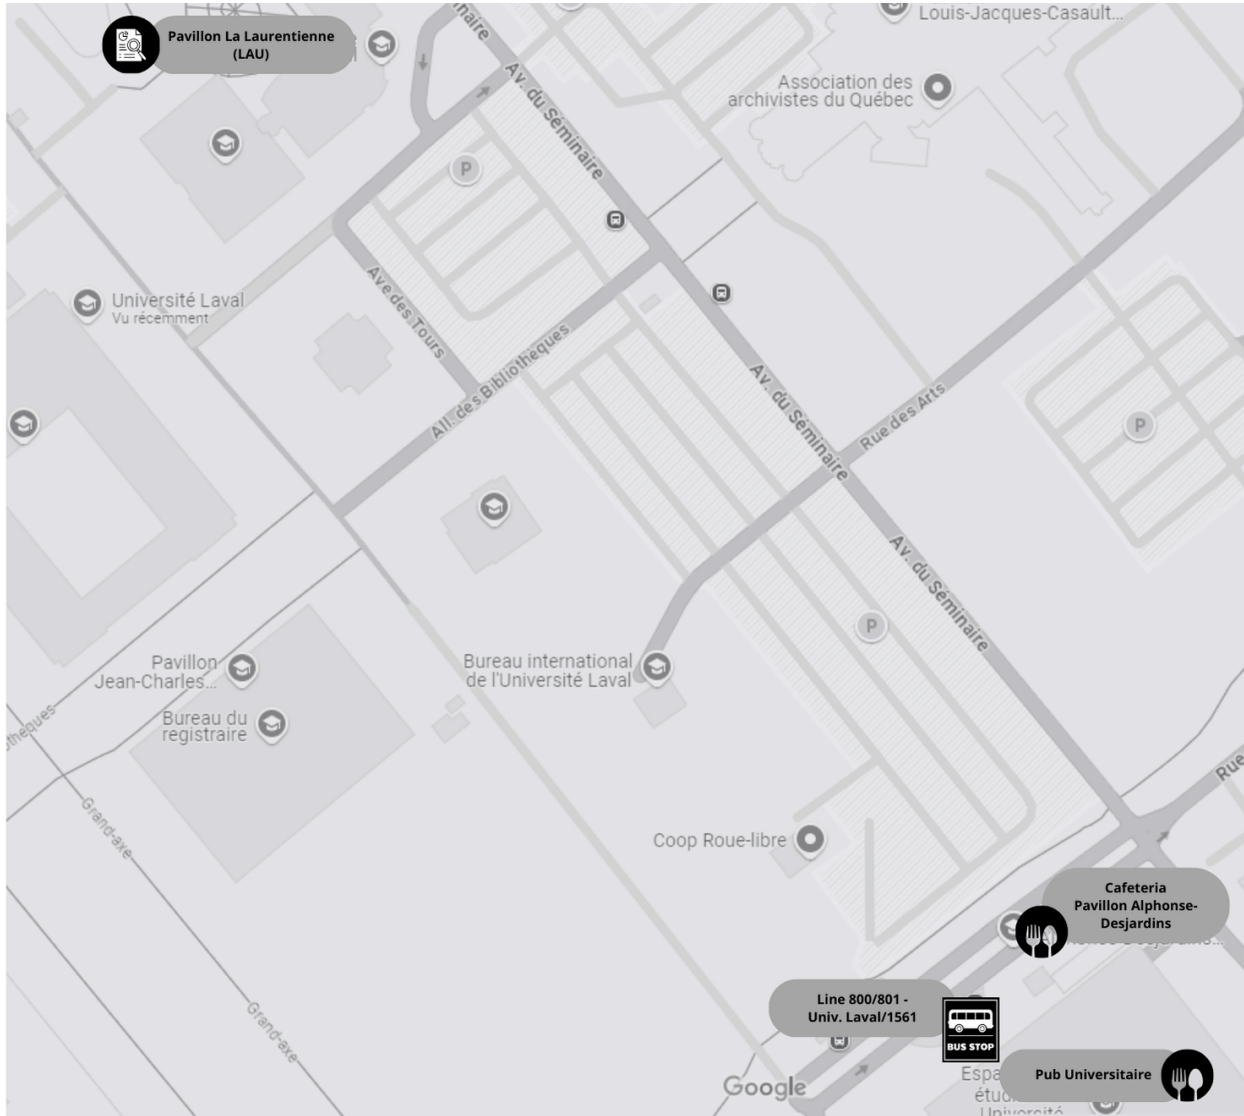 Pavillon La Laurentienne
(LAU)
Louis-Jacques-Casault...
Av. du Séminaire
Association des
archivistes du Québec
P
Université Laval
Vu récemment
Ave des Tours
All. des Bibliothèques
Av. du Séminaire
Rue des Arts
P
Av. du Séminaire
P
Pavillon
Jean-Charles...
Bureau international
de l'Université Laval
Bureau du
registraire
Rue
Grand-axe
Coop Roue-libre
Cafeteria
Pavillon Alphonse-
Desjardins
Line 800/801 -
Univ. Laval/1561
BUS STOP
Grand-axe
Google
Pub Universitaire